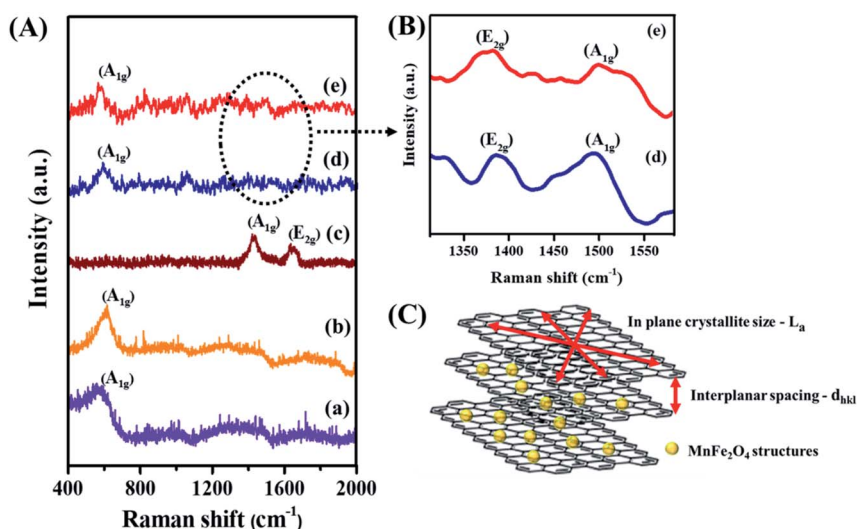 (A)
(A1g)
(e)
(A1g)
(d)
(A1g)
(E2g)
(c)
(A1g)
(b)
(A1g)
(a)
Intensity (a.u.)
400 800 1200 1600 2000
Raman shift (cm-1)
(B)
(e)
(E2g)
(A1g)
(E2g)
(A1g)
(d)
Intensity (a.u.)
1350 1400 1450 1500 1550
Raman shift (cm-1)
(C)
In plane crystallite size - La
Interplanar spacing - dhkl
MnFe2O4 structures